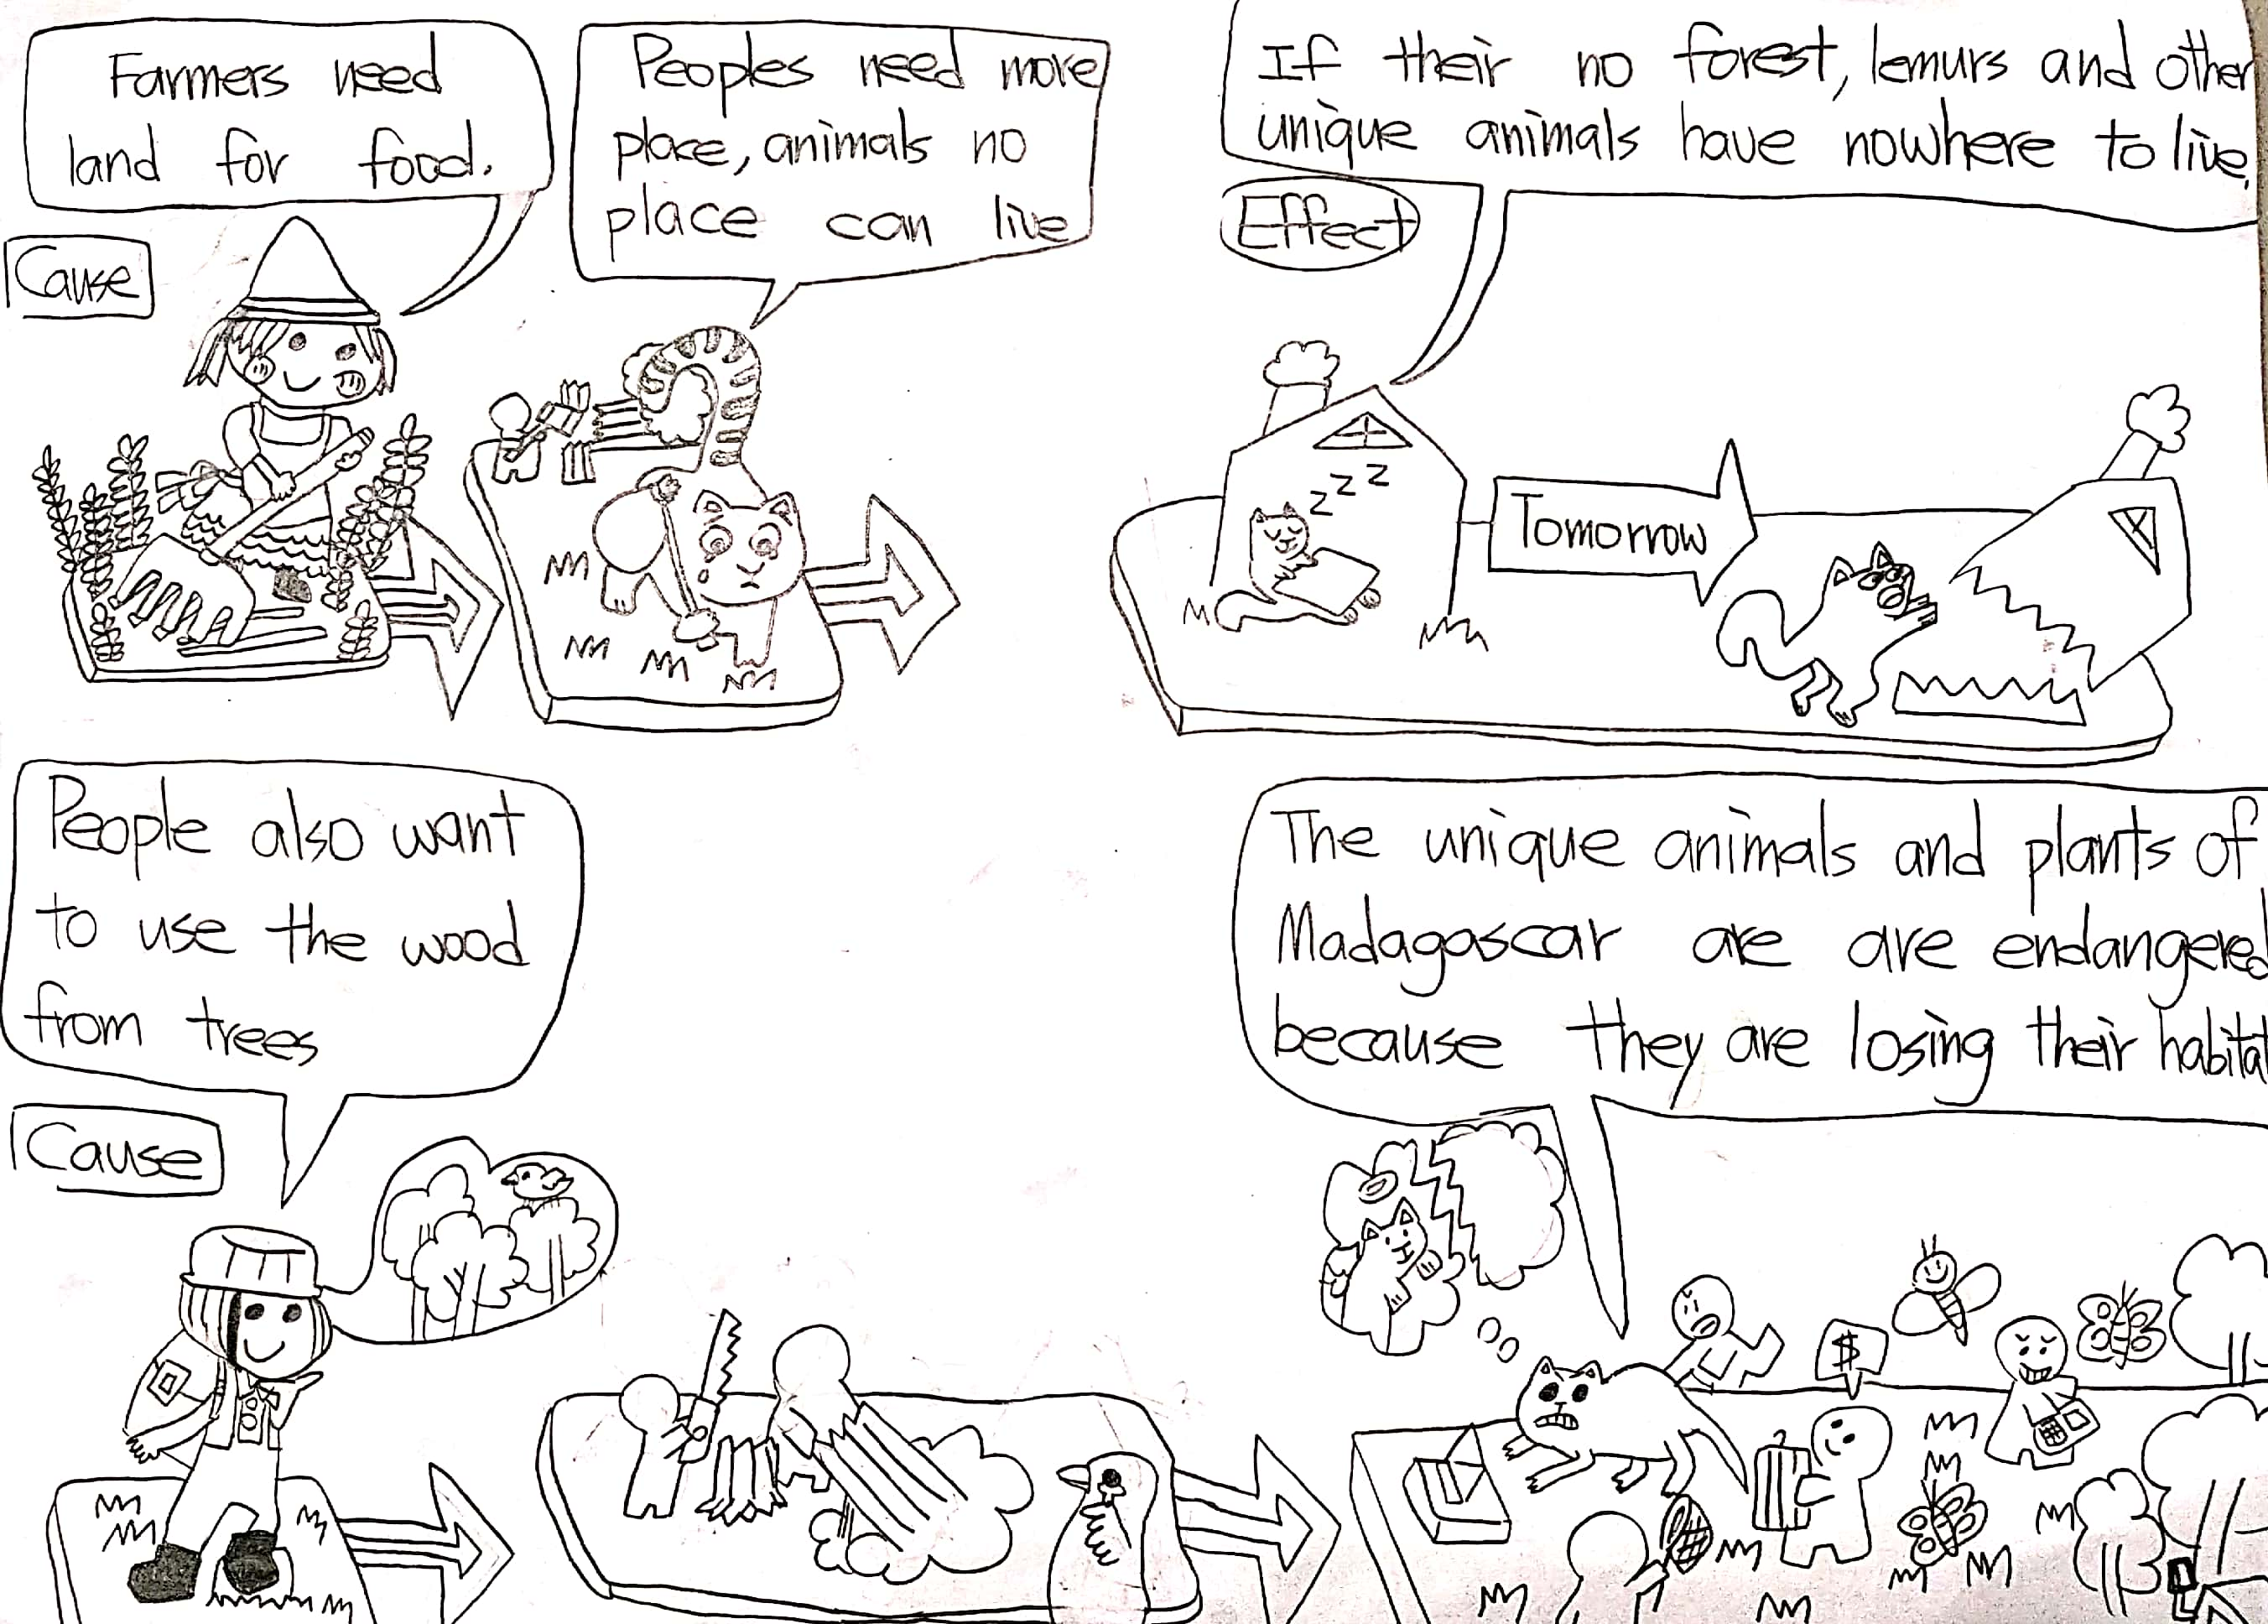 Farmers need
land for food.
Cause
Peoples need more
place, animals no
place can live
If their no forest, lemurs and other
unique animals have nowhere to live.
Effect
z z z z
Tomorrow
People also want
to use the wood
from trees
Cause
The unique animals and plants of
Madagascar are are endangered
because they are losing their habitat
$